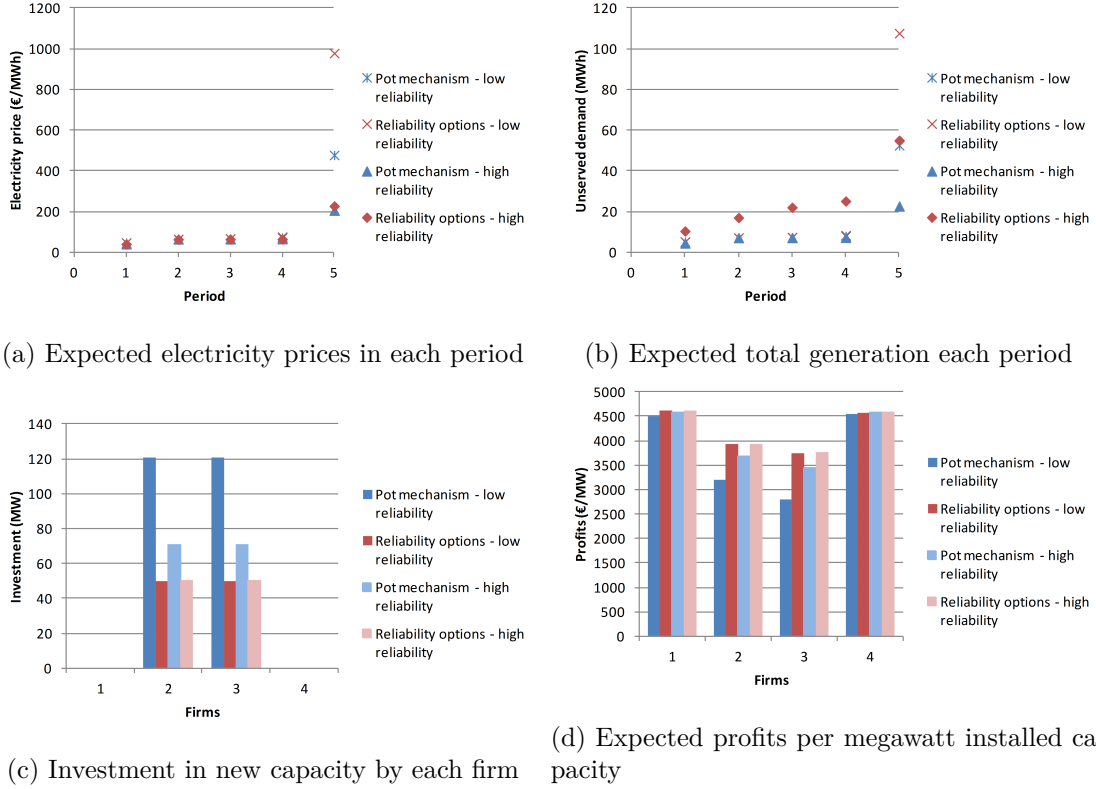 1200
1000
800
600
400
200
0
0 1 2 3 4 5
Electricity price (€/MWh)
Period
Pot mechanism - low
reliability
Reliability options - low
reliability
Pot mechanism - high
reliability
Reliability options - high
reliability
(a) Expected electricity prices in each period
120
100
80
60
40
20
0
0 1 2 3 4 5
Unserved demand (MWh)
Period
Pot mechanism - low
reliability
Reliability options - low
reliability
Pot mechanism - high
reliability
Reliability options - high
reliability
(b) Expected total generation each period
140
120
100
80
60
40
20
0
1 2 3 4
Investment (MW)
Firms
Pot mechanism - low
reliability
Reliability options - low
reliability
Pot mechanism - high
reliability
Reliability options - high
reliability
(c) Investment in new capacity by each firm
5000
4500
4000
3500
3000
2500
2000
1500
1000
500
0
1 2 3 4
Profits (€/MW)
Firms
Pot mechanism - low
reliability
Reliability options - low
reliability
Pot mechanism - high
reliability
Reliability options - high
reliability
(d) Expected profits per megawatt installed ca
pacity